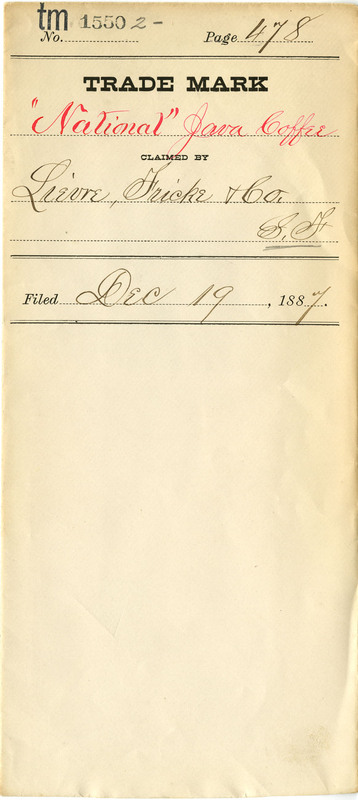 tm 1550 2-
No. Page 478
TRADE MARK
"National" Java Coffee
CLAIMED BY
Lievre, Fricke & Co.
S.F.
Filed Dec 19, 1887.